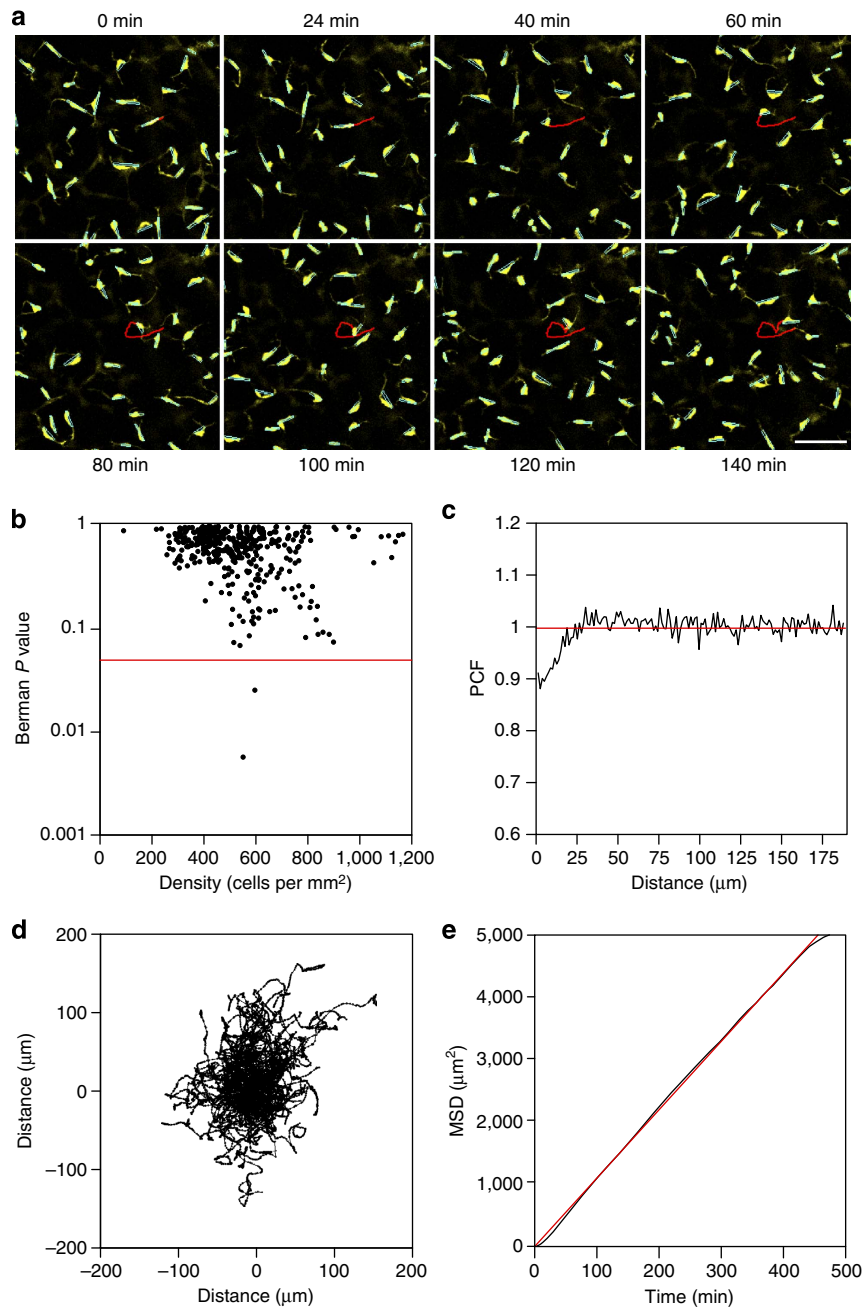 a
0 min 24 min 40 min 60 min
80 min 100 min 120 min 140 min
b
1
0.1
0.01
0.001
Berman P value
0 200 400 600 800 1,000 1,200
Density (cells per mm²)
c
1.2
1.1
1
0.9
0.8
0.7
0.6
PCF
0 25 50 75 100 125 150 175
Distance (μm)
d
200
100
0
−100
−200
Distance (μm)
−200 −100 0 100 200
Distance (μm)
e
5,000
4,000
3,000
2,000
1,000
0
MSD (μm²)
0 100 200 300 400 500
Time (min)